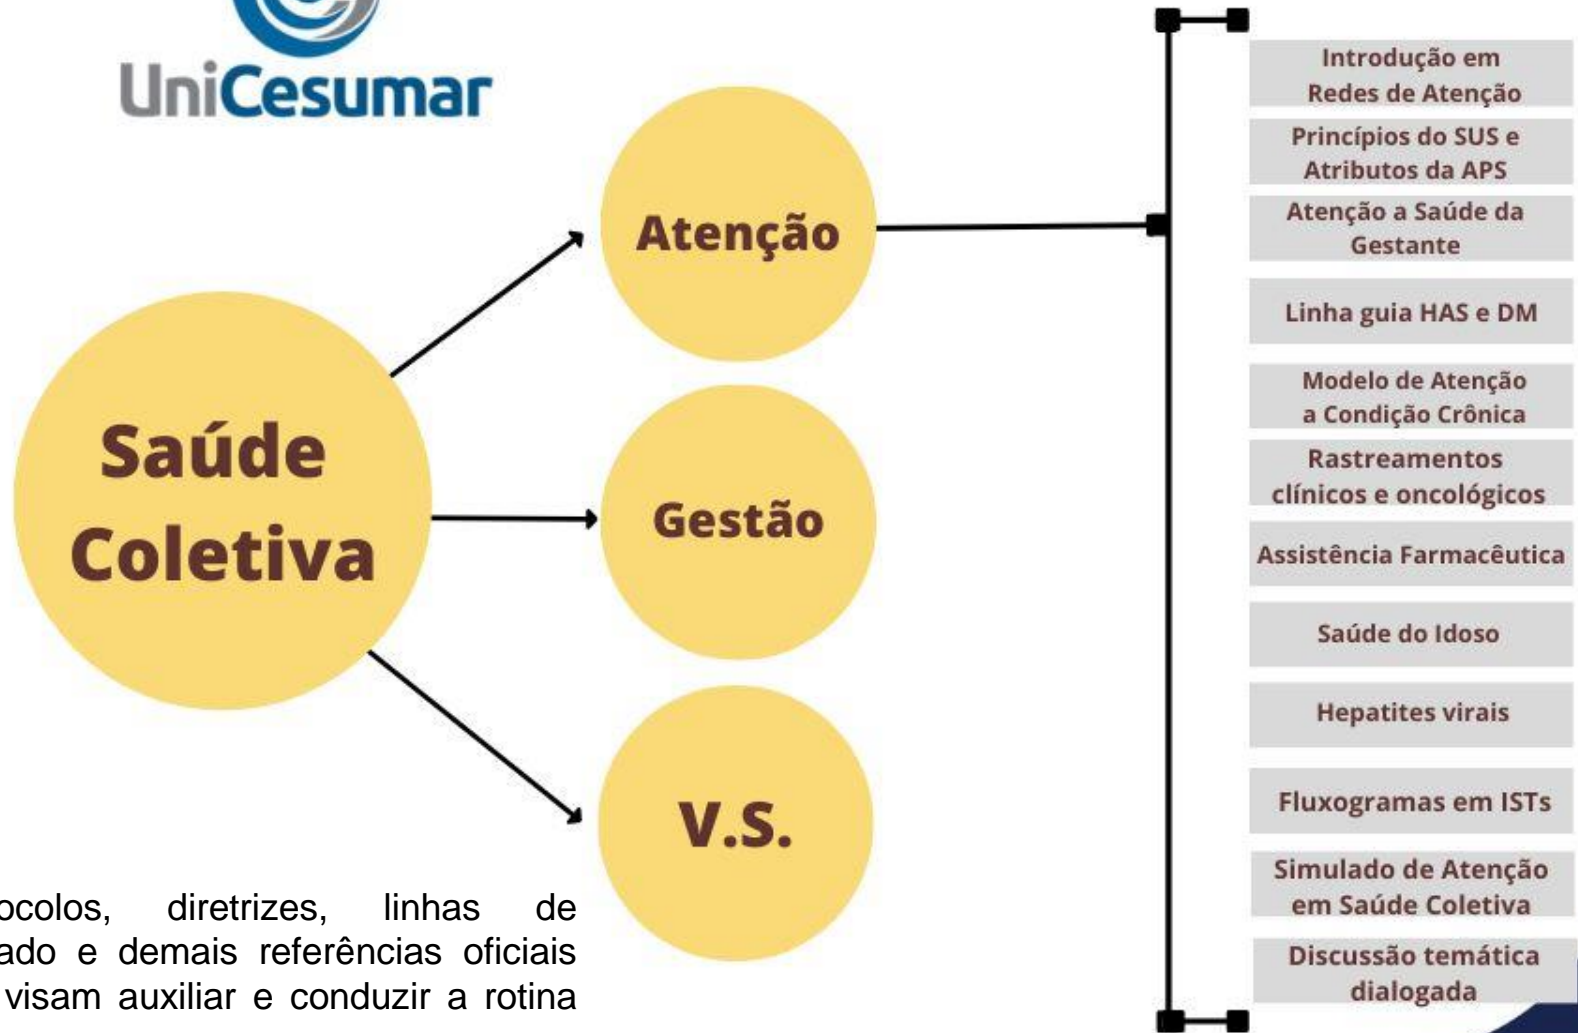 UniCesumar
Saúde
Coletiva
Atenção
Gestão
V.S.
Introdução em
Redes de Atenção
Princípios do SUS e
Atributos da APS
Atenção a Saúde da
Gestante
Linha guia HAS e DM
Modelo de Atenção
a Condição Crônica
Rastreamentos
clínicos e oncológicos
Assistência Farmacêutica
Saúde do Idoso
Hepatites virais
Fluxogramas em ISTs
Simulado de Atenção
em Saúde Coletiva
Discussão temática
dialogada
ocolos, diretrizes, linhas de
ado e demais referências oficiais
visam auxiliar e conduzir a rotina